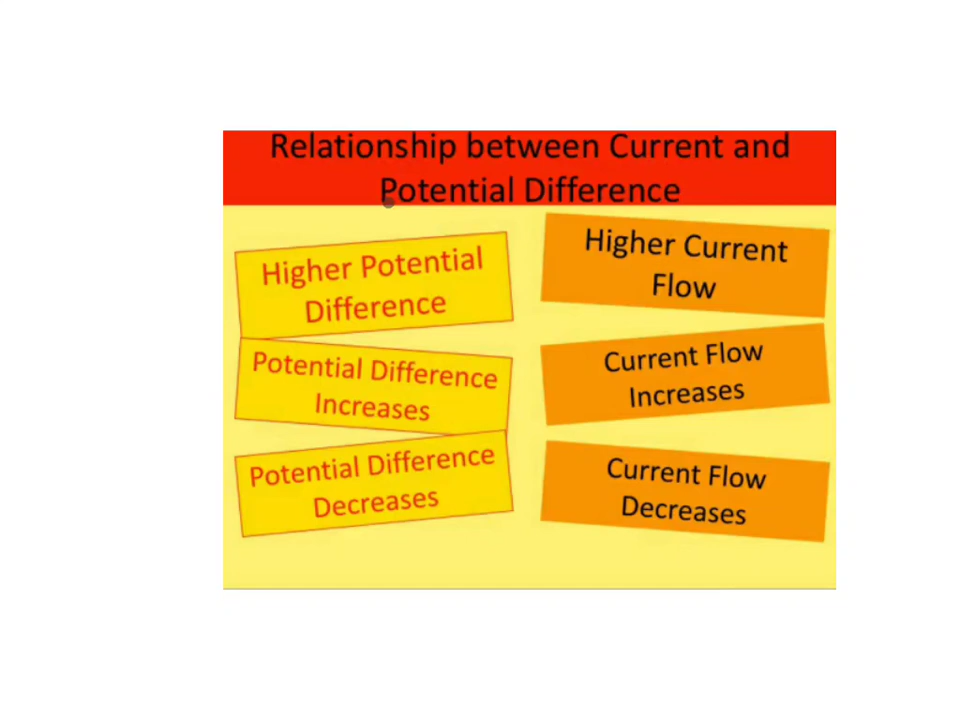 Relationship between Current and
Potential Difference
Higher Potential
Difference
Higher Current
Flow
Potential Difference
Increases
Current Flow
Increases
Potential Difference
Decreases
Current Flow
Decreases